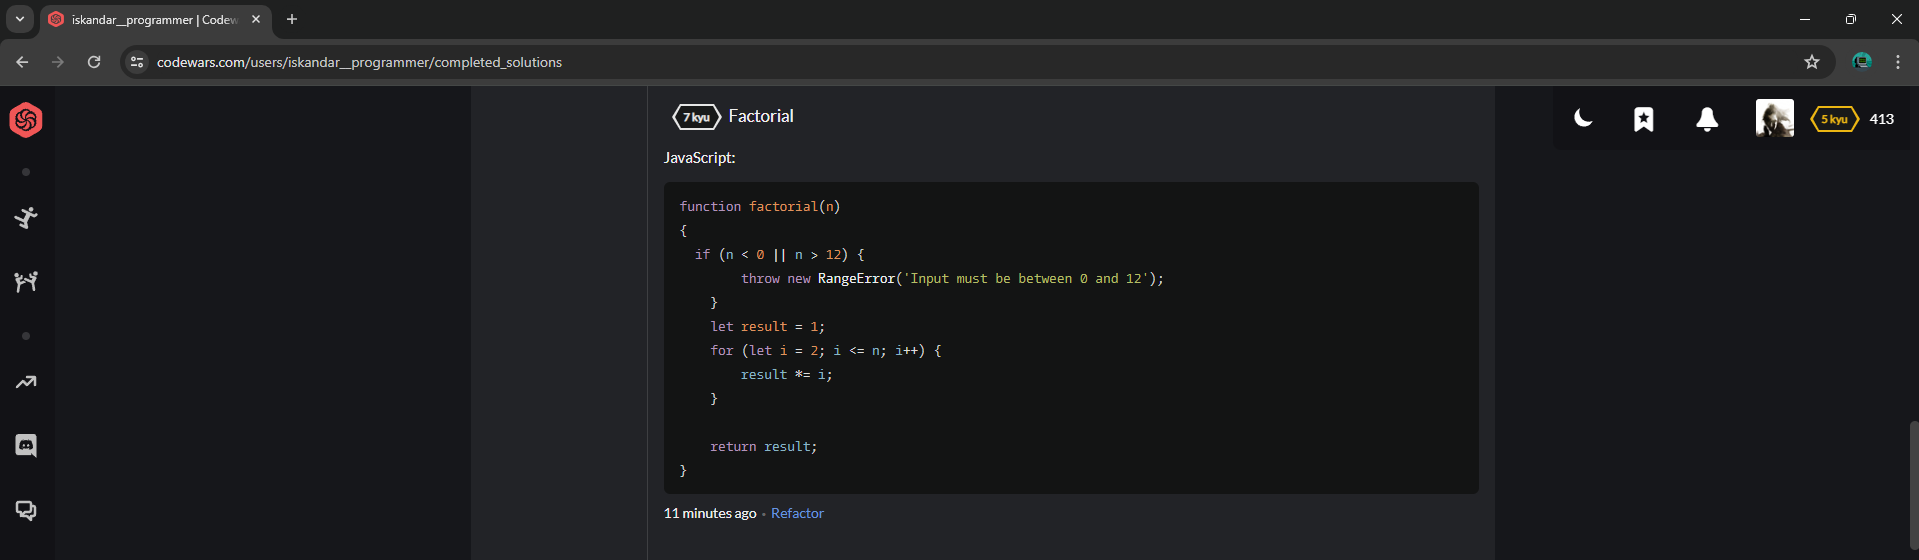 iskandar__programmer | Codew
codewars.com/users/iskandar__programmer/completed_solutions
7 kyu Factorial
5 kyu 413
JavaScript:
function factorial(n)
{
  if (n < 0 || n > 12) {
        throw new RangeError('Input must be between 0 and 12');
    }
    let result = 1;
    for (let i = 2; i <= n; i++) {
        result *= i;
    }
    return result;
}
11 minutes ago · Refactor